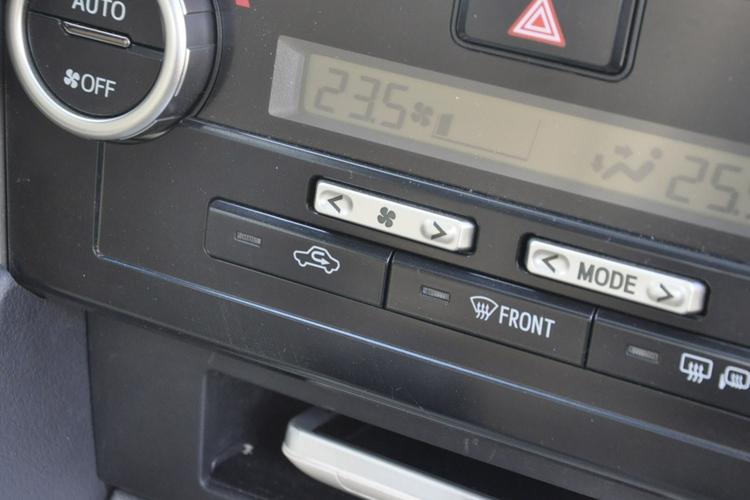 AUTO
OFF
23.5
25.
< >
< MODE >
FRONT